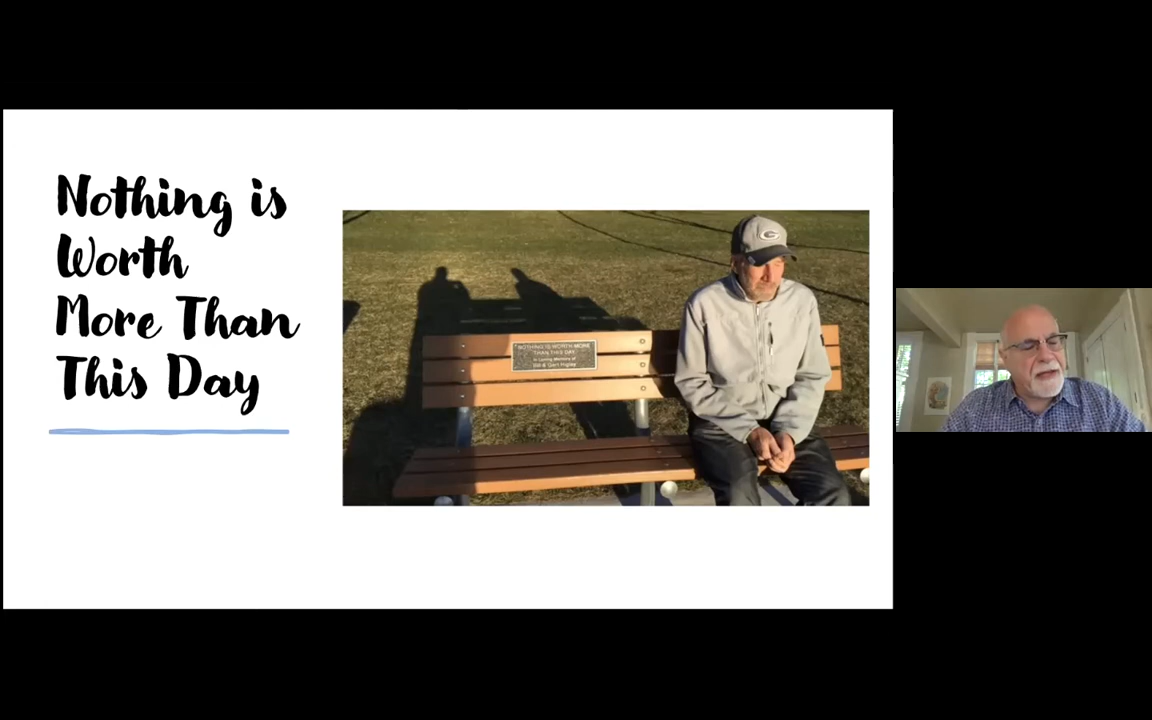 Nothing is
Worth
More Than
This Day
NOTHING IS WORTH MORE
THAN THIS DAY
In Loving Memory of
G